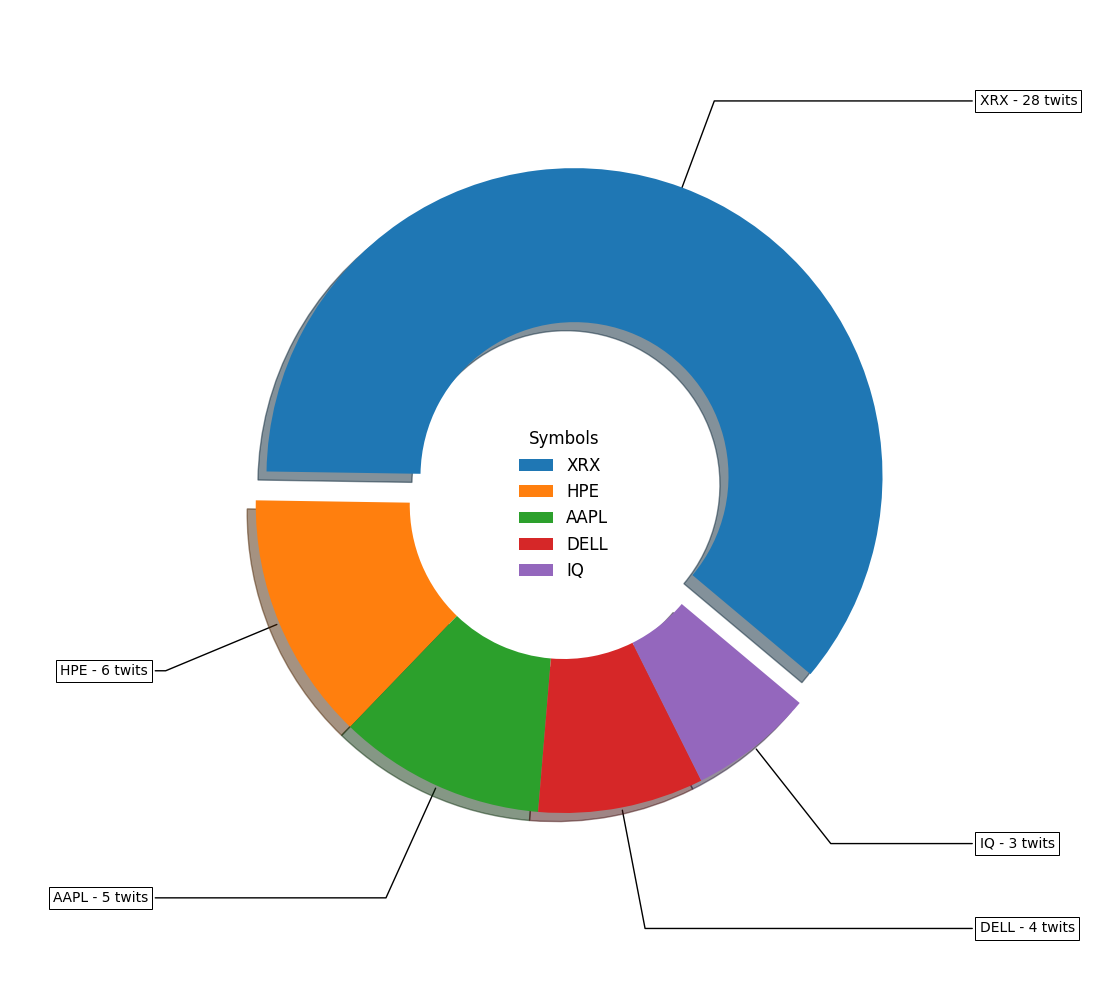 XRX - 28 twits
Symbols
XRX
HPE
AAPL
DELL
IQ
HPE - 6 twits
IQ - 3 twits
AAPL - 5 twits
DELL - 4 twits